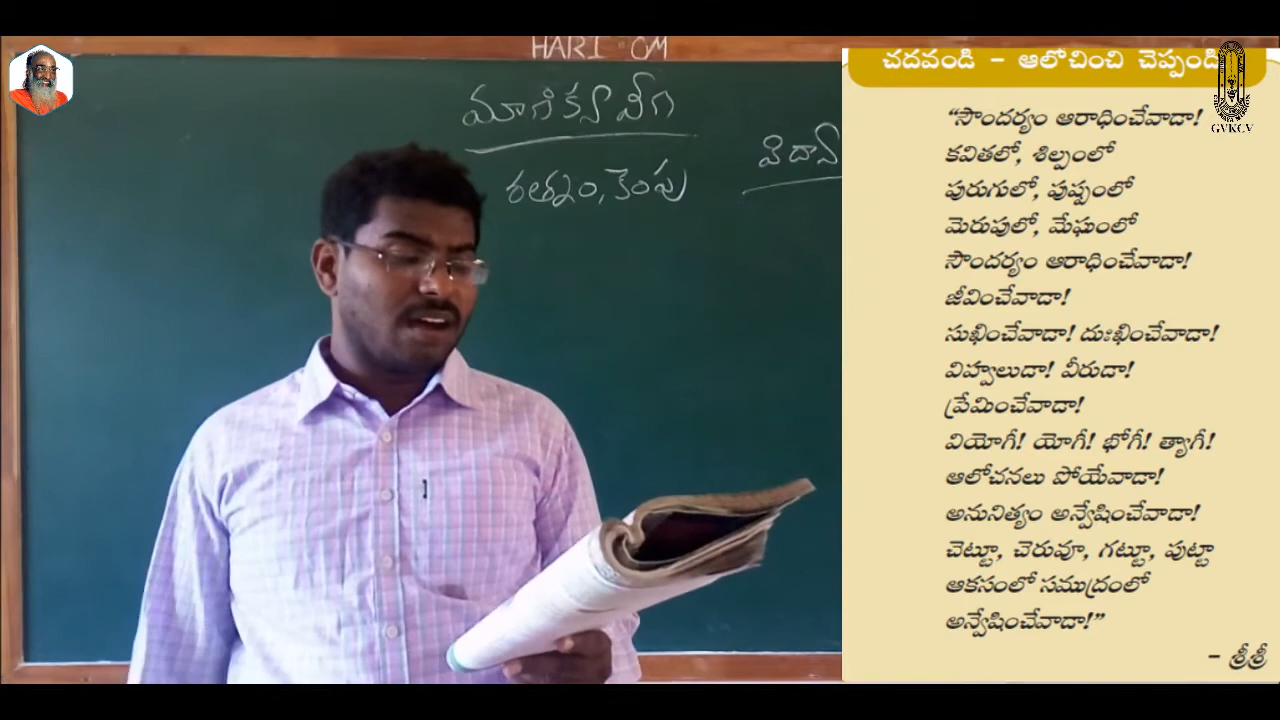 HARI OM
మాణిక్య వీణ
రత్నం, కెంపు
విద్వాన్
చదవండి - ఆలోచించి చెప్పండి
GVKCV
“సౌందర్యం ఆరాధించేవాడా!
కవితలో, శిల్పంలో
పురుగులో, పుష్పంలో
మెరుపులో, మేఘంలో
సౌందర్యం ఆరాధించేవాడా!
జీవించేవాడా!
సుఖించేవాడా! దుఃఖించేవాడా!
విహ్వలుడా! వీరుడా!
ప్రేమించేవాడా!
వియోగీ! యోగీ! భోగీ! త్యాగీ!
ఆలోచనలు పోయేవాడా!
అనునిత్యం అన్వేషించేవాడా!
చెట్టూ, చెరువూ, గట్టూ, పుట్టా
ఆకసంలో సముద్రంలో
అన్వేషించేవాడా!”
- శ్రీశ్రీ